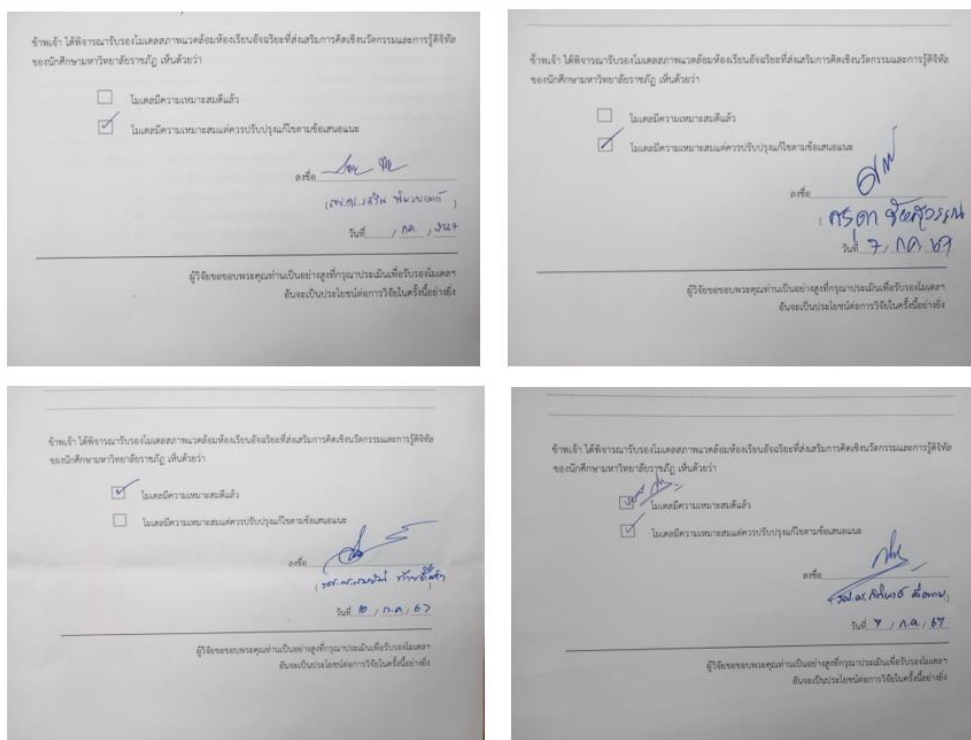 ข้าพเจ้า ได้พิจารณารับรองโมเดลสภาพแวดล้อมห้องเรียนอัจฉริยะที่ส่งเสริมการคิดเชิงนวัตกรรมและการรู้ดิจิทัล
ของนักศึกษามหาวิทยาลัยราชภัฏ เห็นด้วยว่า
โมเดลมีความเหมาะสมดีแล้ว
โมเดลมีความเหมาะสมแต่ควรปรับปรุงแก้ไขตามข้อเสนอแนะ
ลงชื่อ
วันที่ / กค. / 2567
ผู้วิจัยขอขอบพระคุณท่านเป็นอย่างสูงที่กรุณาประเมินเพื่อรับรองโมเดลฯ
อันจะเป็นประโยชน์ต่อการวิจัยในครั้งนี้อย่างยิ่ง
ข้าพเจ้า ได้พิจารณารับรองโมเดลสภาพแวดล้อมห้องเรียนอัจฉริยะที่ส่งเสริมการคิดเชิงนวัตกรรมและการรู้ดิจิทัล
ของนักศึกษามหาวิทยาลัยราชภัฏ เห็นด้วยว่า
โมเดลมีความเหมาะสมดีแล้ว
โมเดลมีความเหมาะสมแต่ควรปรับปรุงแก้ไขตามข้อเสนอแนะ
ลงชื่อ
วันที่ 7 / กค / 67
ผู้วิจัยขอขอบพระคุณท่านเป็นอย่างสูงที่กรุณาประเมินเพื่อรับรองโมเดลฯ
อันจะเป็นประโยชน์ต่อการวิจัยในครั้งนี้อย่างยิ่ง
ข้าพเจ้า ได้พิจารณารับรองโมเดลสภาพแวดล้อมห้องเรียนอัจฉริยะที่ส่งเสริมการคิดเชิงนวัตกรรมและการรู้ดิจิทัล
ของนักศึกษามหาวิทยาลัยราชภัฏ เห็นด้วยว่า
โมเดลมีความเหมาะสมดีแล้ว
โมเดลมีความเหมาะสมแต่ควรปรับปรุงแก้ไขตามข้อเสนอแนะ
ลงชื่อ
วันที่ 10 / ก.ค. / 67
ผู้วิจัยขอขอบพระคุณท่านเป็นอย่างสูงที่กรุณาประเมินเพื่อรับรองโมเดลฯ
อันจะเป็นประโยชน์ต่อการวิจัยในครั้งนี้อย่างยิ่ง
ข้าพเจ้า ได้พิจารณารับรองโมเดลสภาพแวดล้อมห้องเรียนอัจฉริยะที่ส่งเสริมการคิดเชิงนวัตกรรมและการรู้ดิจิทัล
ของนักศึกษามหาวิทยาลัยราชภัฏ เห็นด้วยว่า
โมเดลมีความเหมาะสมดีแล้ว
โมเดลมีความเหมาะสมแต่ควรปรับปรุงแก้ไขตามข้อเสนอแนะ
ลงชื่อ
วันที่ 7 / ก.ค. / 67
ผู้วิจัยขอขอบพระคุณท่านเป็นอย่างสูงที่กรุณาประเมินเพื่อรับรองโมเดลฯ
อันจะเป็นประโยชน์ต่อการวิจัยในครั้งนี้อย่างยิ่ง